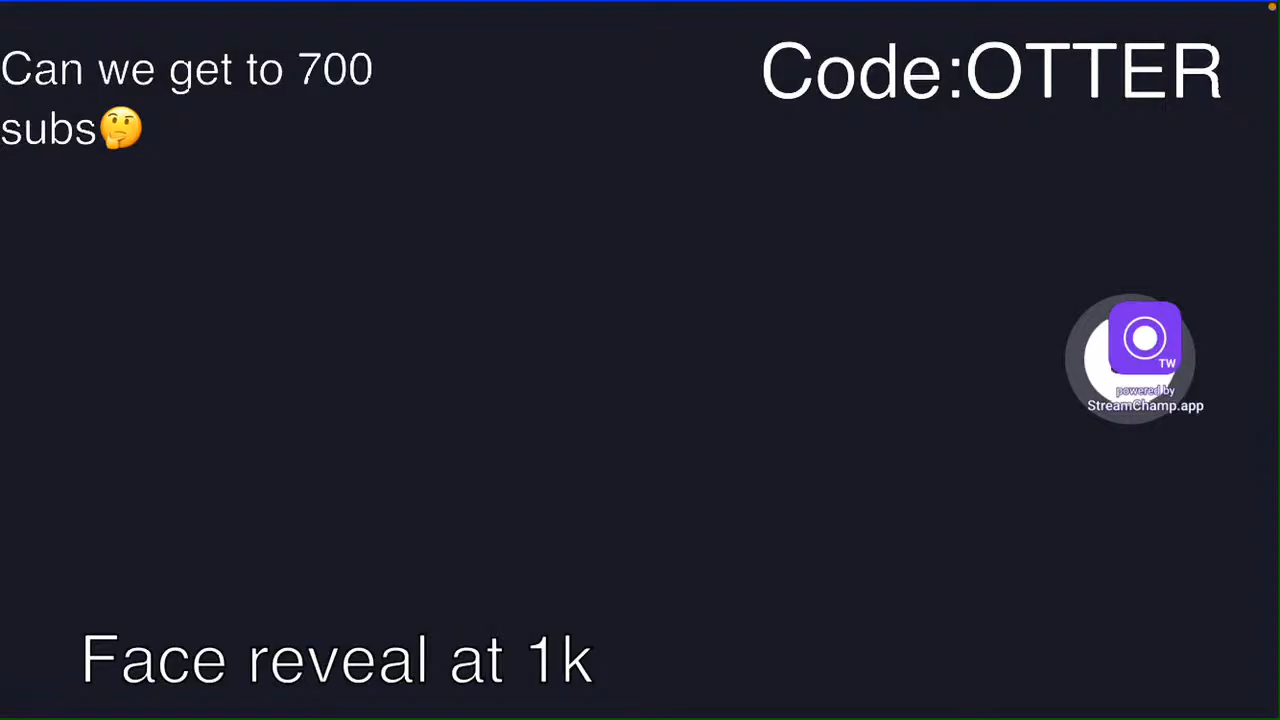 Can we get to 700
subs🤔
Code:OTTER
TW
powered by
StreamChamp.app
Face reveal at 1k